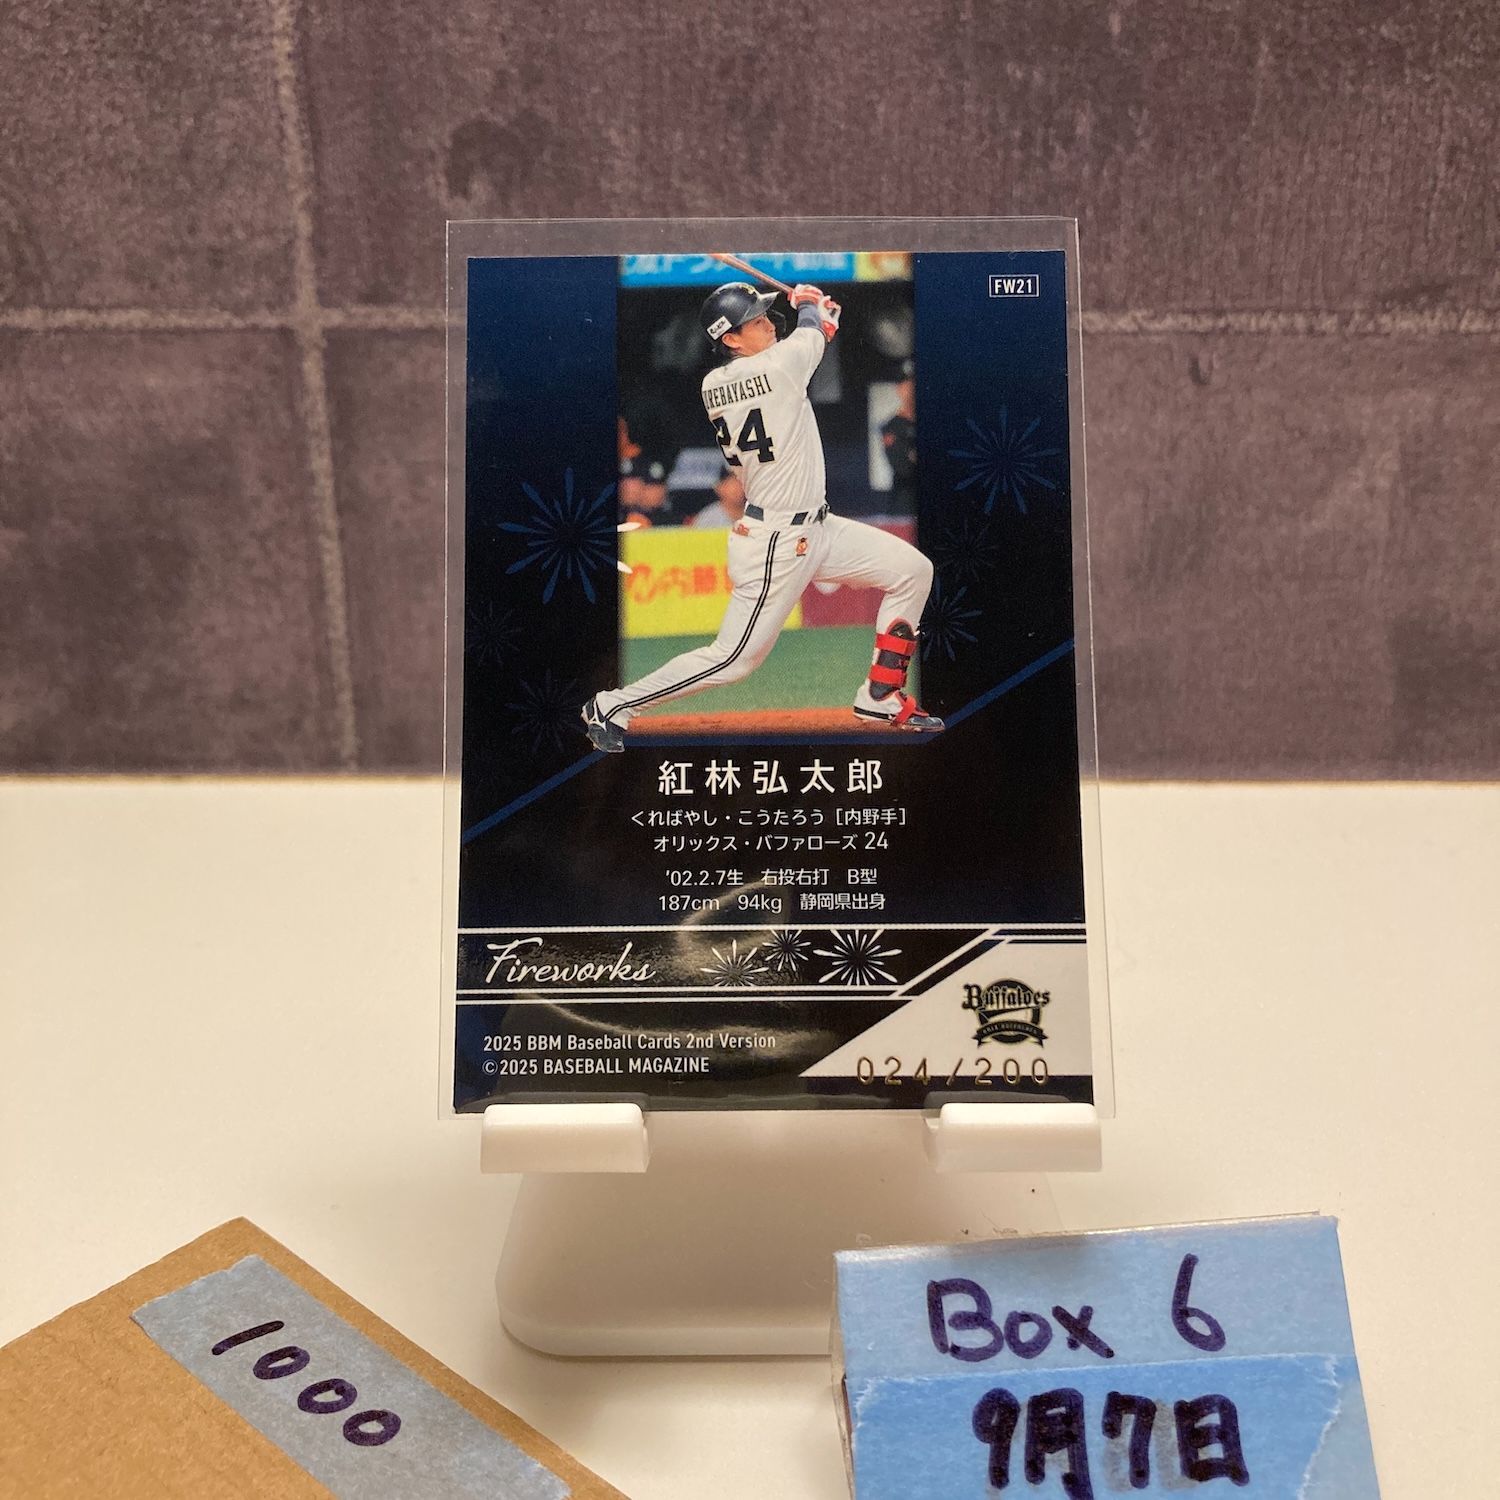 FW21
24
紅林弘太郎
くればやし・こうたろう [内野手]
オリックス・バファローズ 24
'02.2.7生 右投右打 B型
187cm 94kg 静岡県出身
Fireworks
Buffaloes
2025 BBM Baseball Cards 2nd Version
©2025 BASEBALL MAGAZINE
024/200
1000
Box 6
9月7日